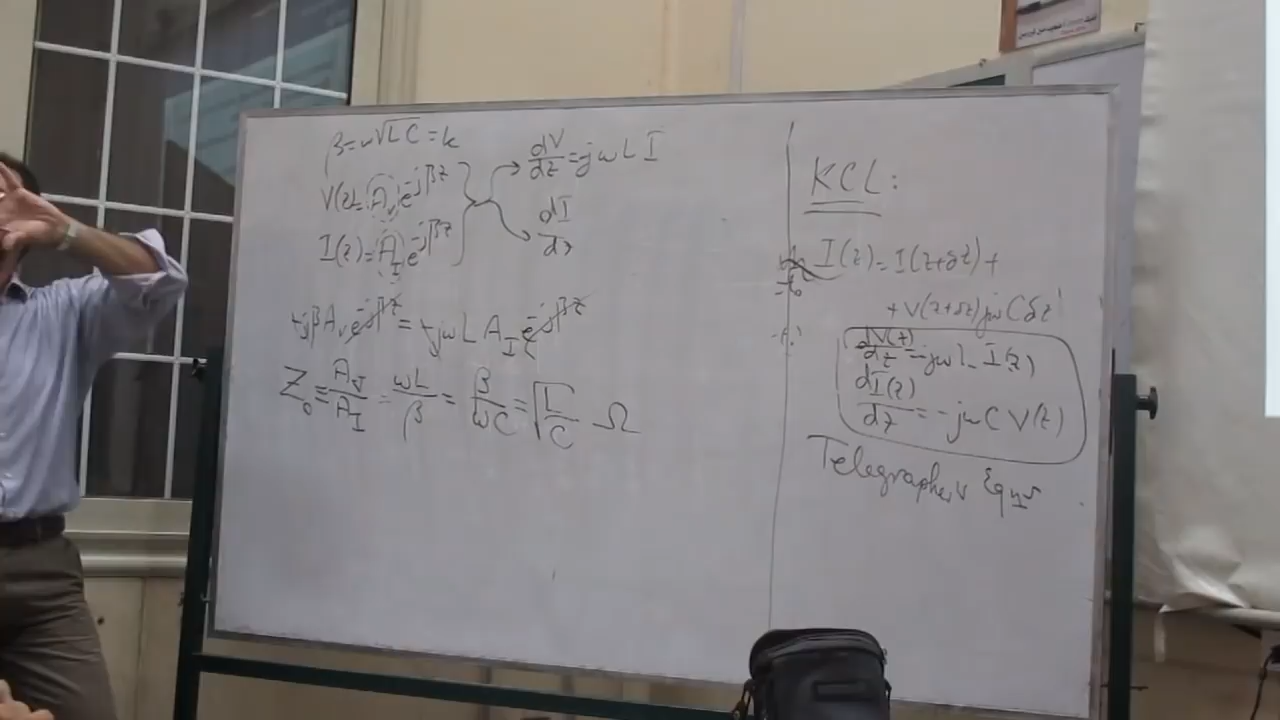 β=ω√LC=k
V(z)=A_v e^-jβz
I(z)=A_I e^-jβz
dV/dz=-jωL I
dI/dz
+jβA_v e^-jβz=+jωL A_I e^-jβz
Z_0≡A_v/A_I=ωL/β=β/ωC=√L/C Ω
KCL:
I(z)=I(z+δz)+
+V(z+δz)jωCδz
dV(z)/dz=-jωL I(z)
dI(z)/dz=-jωC V(z)
Telegrapher's Eqns